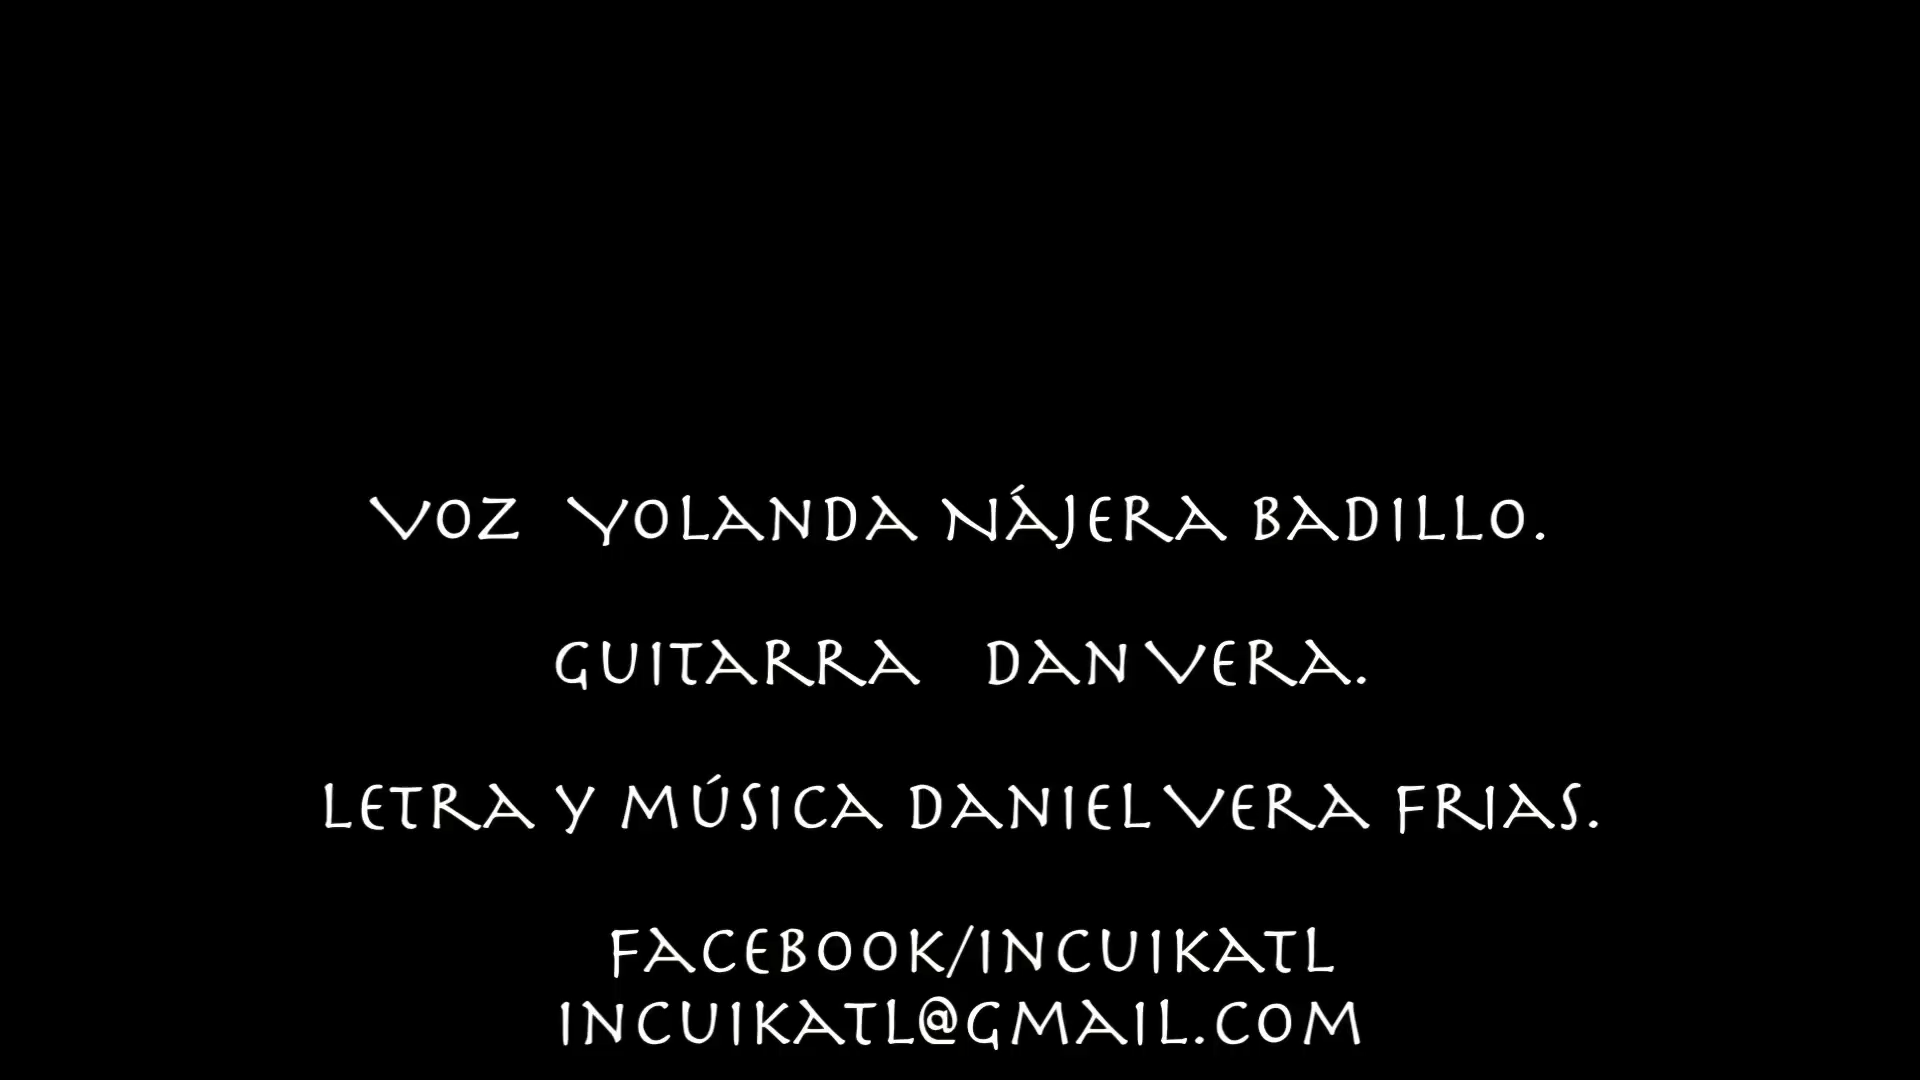 VOZ YOLANDA NÁJERA BADILLO.
GUITARRA DAN VERA.
LETRA Y MÚSICA DANIEL VERA FRIAS.
FACEBOOK/INCUIKATL
INCUIKATL@GMAIL.COM